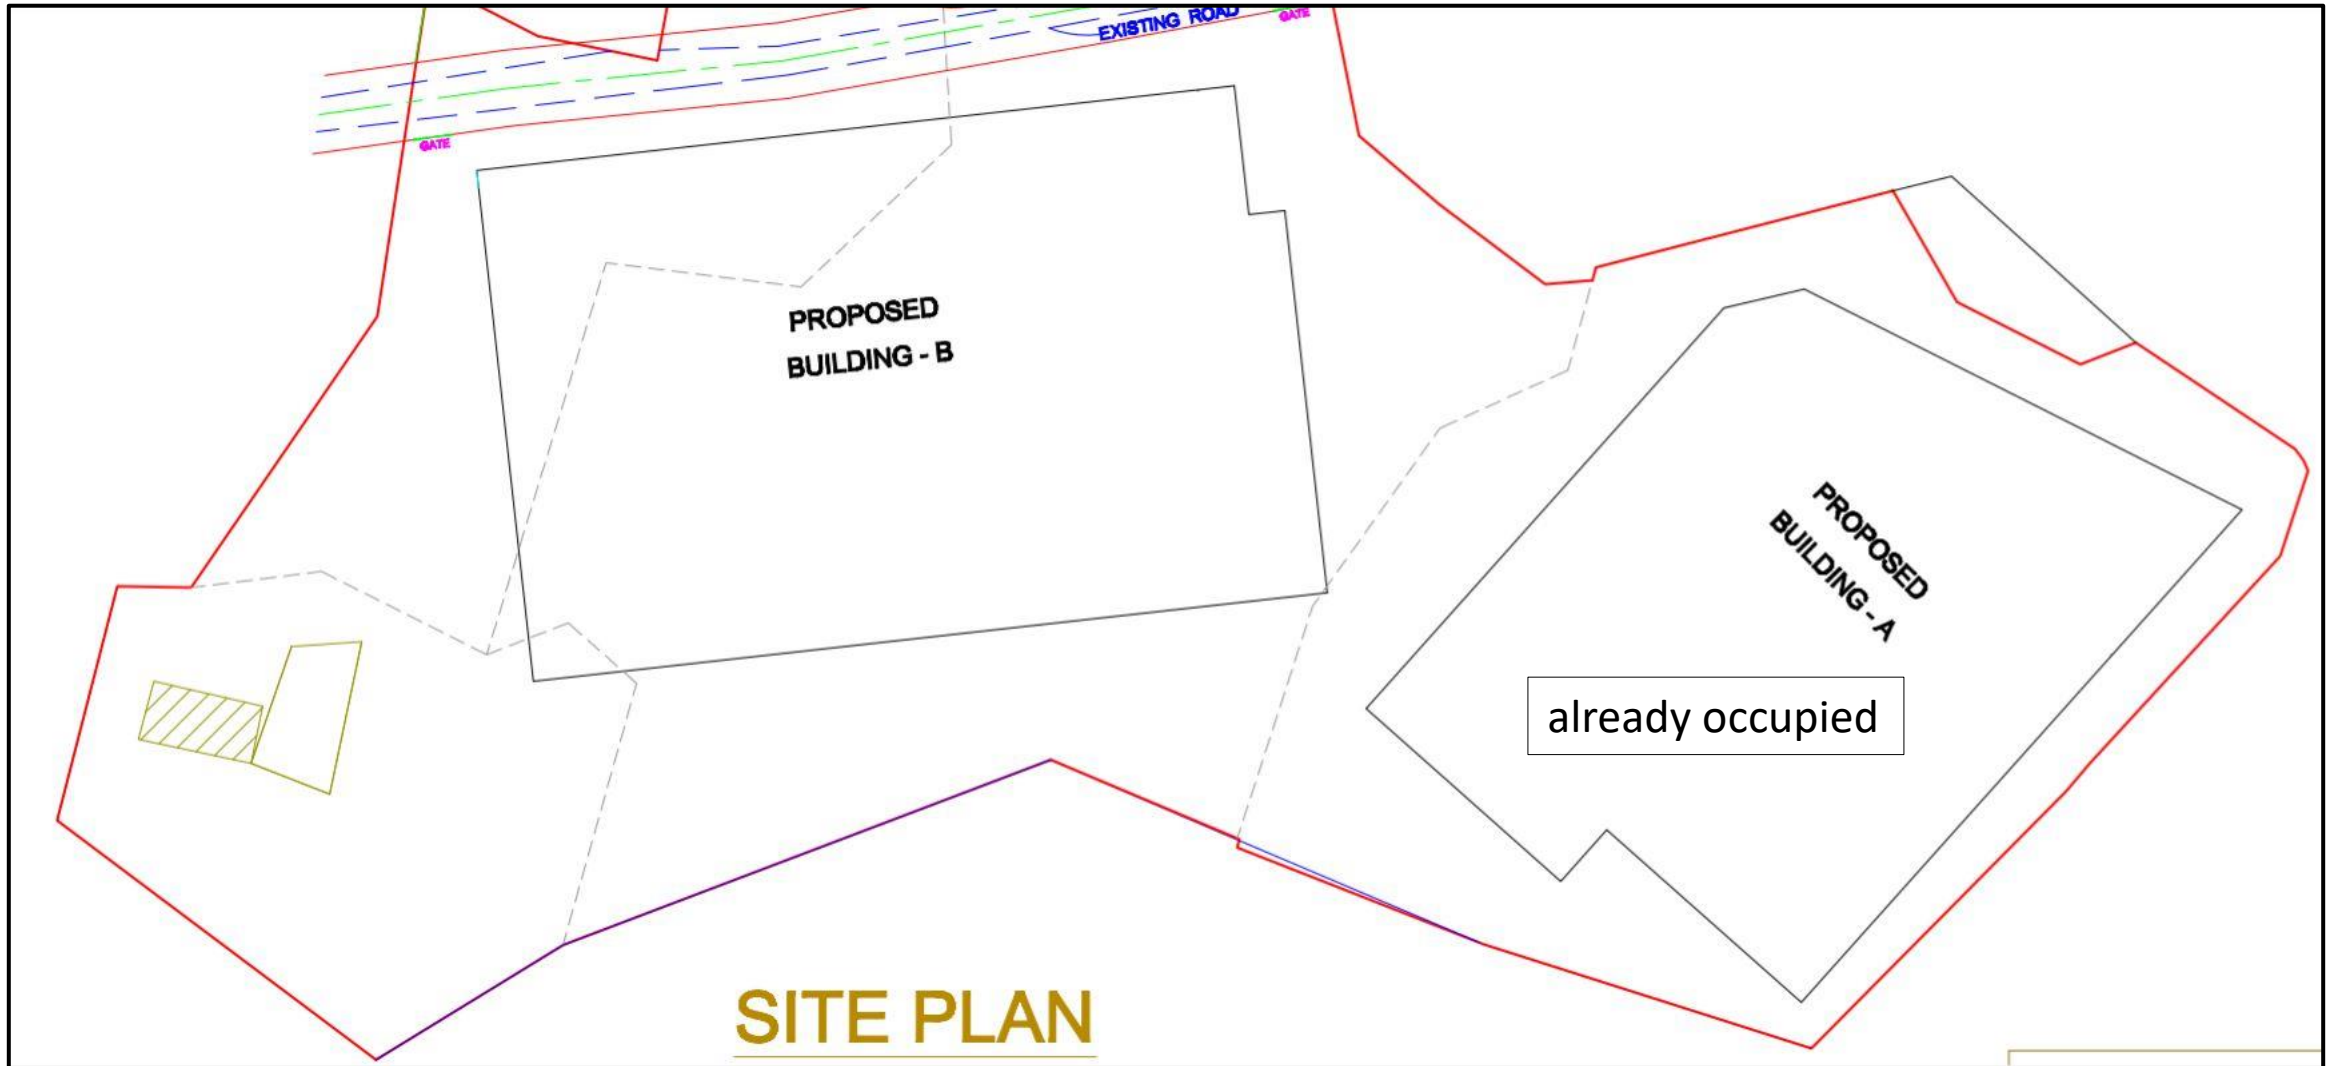 EXISTING ROAD
GATE
GATE
PROPOSED
BUILDING - B
PROPOSED
BUILDING - A
already occupied
SITE PLAN